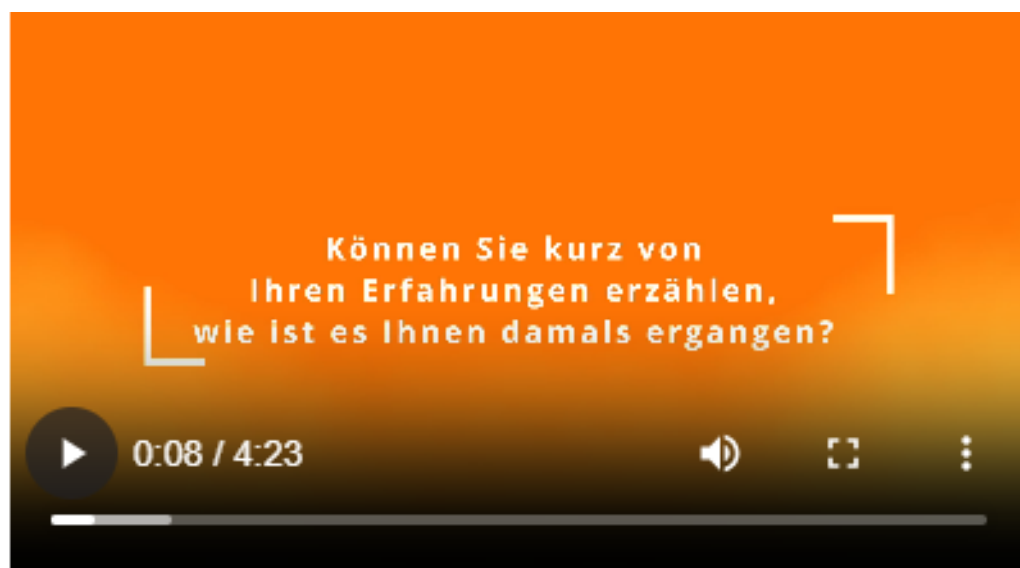 Können Sie kurz von
Ihren Erfahrungen erzählen,
wie ist es Ihnen damals ergangen?
0:08 / 4:23